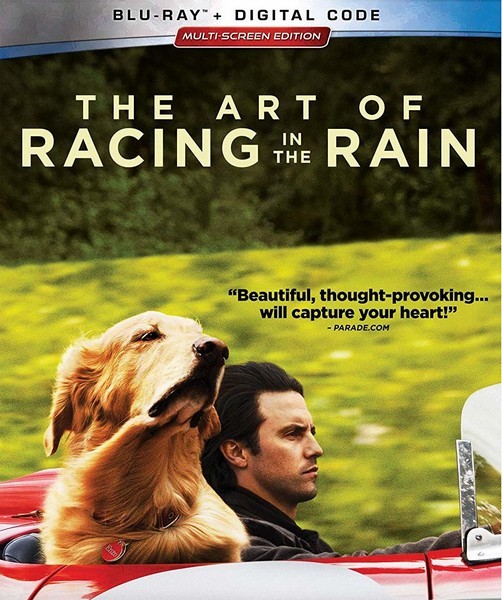 BLU-RAY™ + DIGITAL CODE
MULTI-SCREEN EDITION
THE ART OF
RACING IN THE RAIN
“Beautiful, thought-provoking...
will capture your heart!”
- PARADE.COM